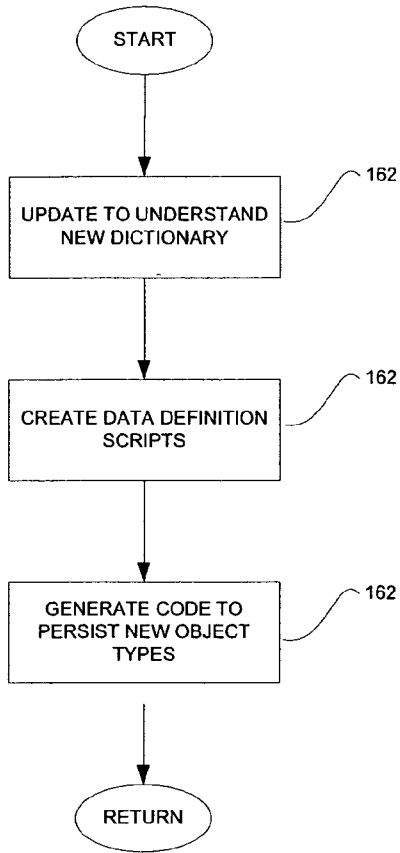 START
162
UPDATE TO UNDERSTAND
NEW DICTIONARY
162
CREATE DATA DEFINITION
SCRIPTS
162
GENERATE CODE TO
PERSIST NEW OBJECT
TYPES
RETURN